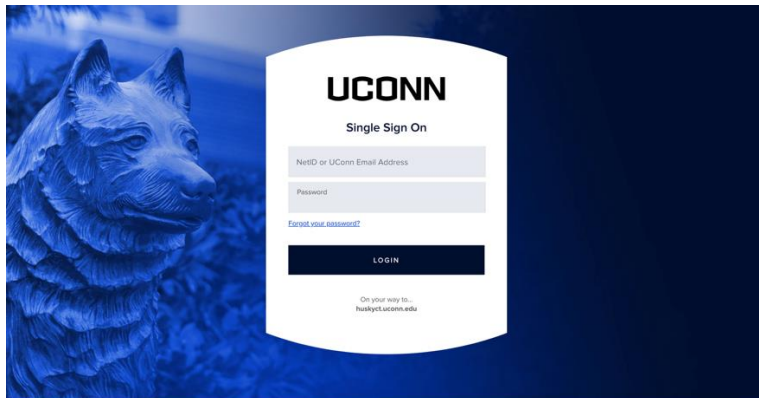 UCONN
Single Sign On
NetID or UConn Email Address
Password
Forgot your password?
LOGIN
On your way to...
huskyct.uconn.edu